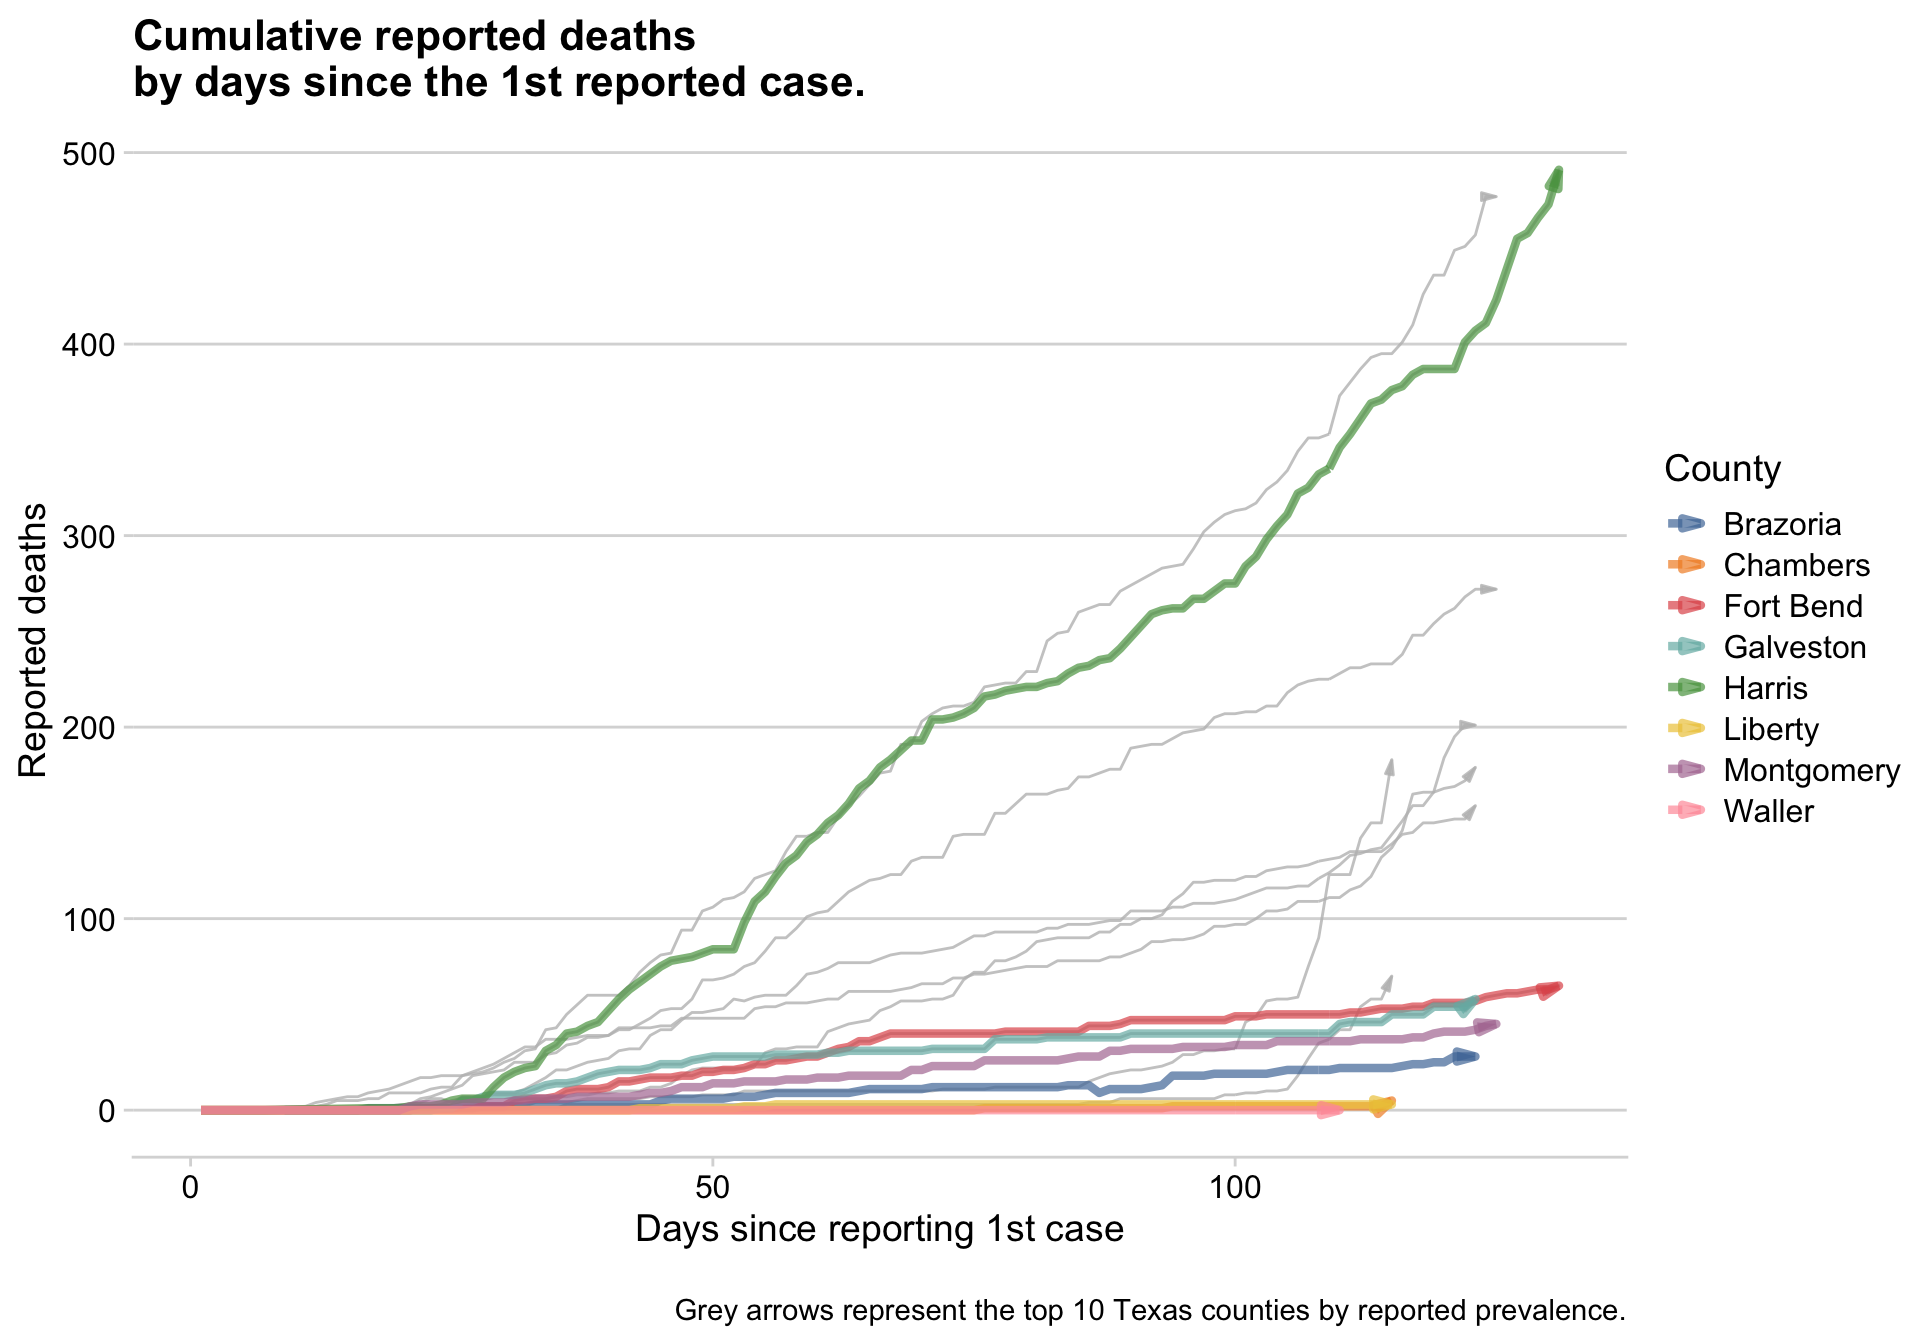 Cumulative reported deaths
by days since the 1st reported case.
500
400
300
200
100
0
Reported deaths
0 50 100
Days since reporting 1st case
County
Brazoria
Chambers
Fort Bend
Galveston
Harris
Liberty
Montgomery
Waller
Grey arrows represent the top 10 Texas counties by reported prevalence.